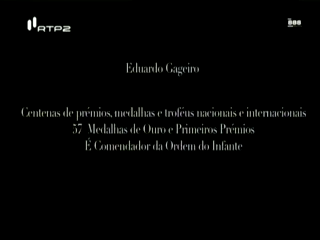 RTP2
888
Eduardo Gageiro
Centenas de prémios, medalhas e troféus nacionais e internacionais
57 Medalhas de Ouro e Primeiros Prémios
É Comendador da Ordem do Infante